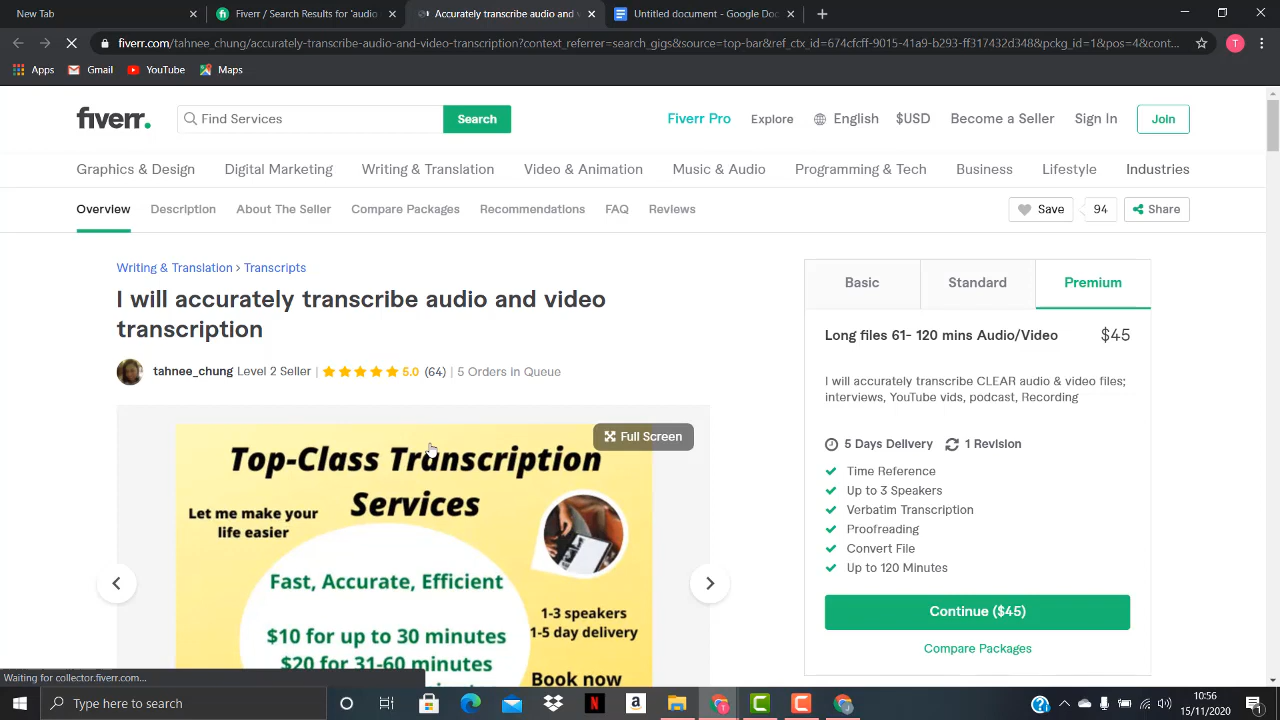 New Tab
Fiverr / Search Results for 'audio
Accurately Transcribe audio and
Untitled document - Google Doc
fiverr.com/tahnee_chung/accurately-transcribe-audio-and-video-transcription?context_referrer=search_gigs&source=top-bar&ref_ctx_id=674cfcff-9015-41a9-b293-ff317432d348&pckg_id=1&pos=4&cont...
T
Apps
Gmail
YouTube
Maps
fiverr.
Find Services
Search
Fiverr Pro
Explore
English
$USD
Become a Seller
Sign In
Join
Graphics & Design
Digital Marketing
Writing & Translation
Video & Animation
Music & Audio
Programming & Tech
Business
Lifestyle
Industries
Overview
Description
About The Seller
Compare Packages
Recommendations
FAQ
Reviews
Save
94
Share
Writing & Translation > Transcripts
I will accurately transcribe audio and video
transcription
tahnee_chung Level 2 Seller | 5.0 (64) | 5 Orders in Queue
Full Screen
Top-Class Transcription
Services
Let me make your
life easier
Fast, Accurate, Efficient
$10 for up to 30 minutes
$20 for 31-60 minutes
1-3 speakers
1-5 day delivery
Book now
Basic
Standard
Premium
Long files 61- 120 mins Audio/Video
$45
I will accurately transcribe CLEAR audio & video files;
interviews, YouTube vids, podcast, Recording
5 Days Delivery
1 Revision
Time Reference
Up to 3 Speakers
Verbatim Transcription
Proofreading
Convert File
Up to 120 Minutes
Continue ($45)
Compare Packages
Waiting for collector.fiverr.com...
Type here to search
10:56
15/11/2020